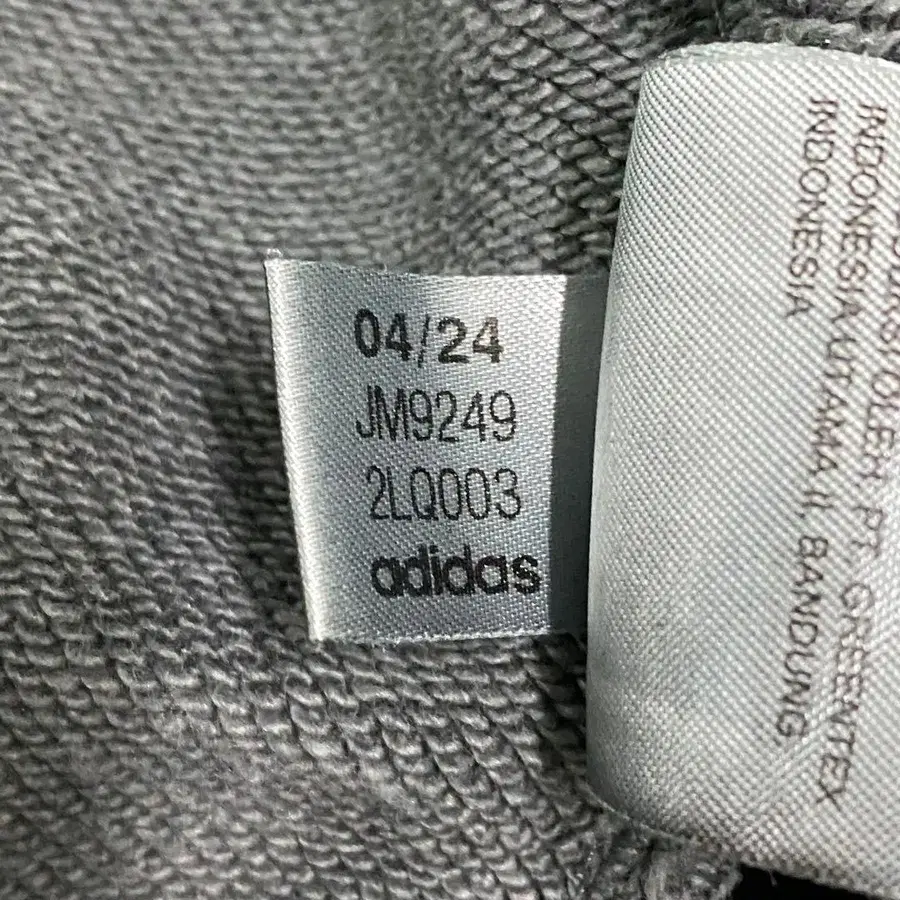 04/24
JM9249
2LQ003
adidas
OLEH PT. GREENTEX
INDONESIA UTAMA II, BANDUNG
INDONESIA